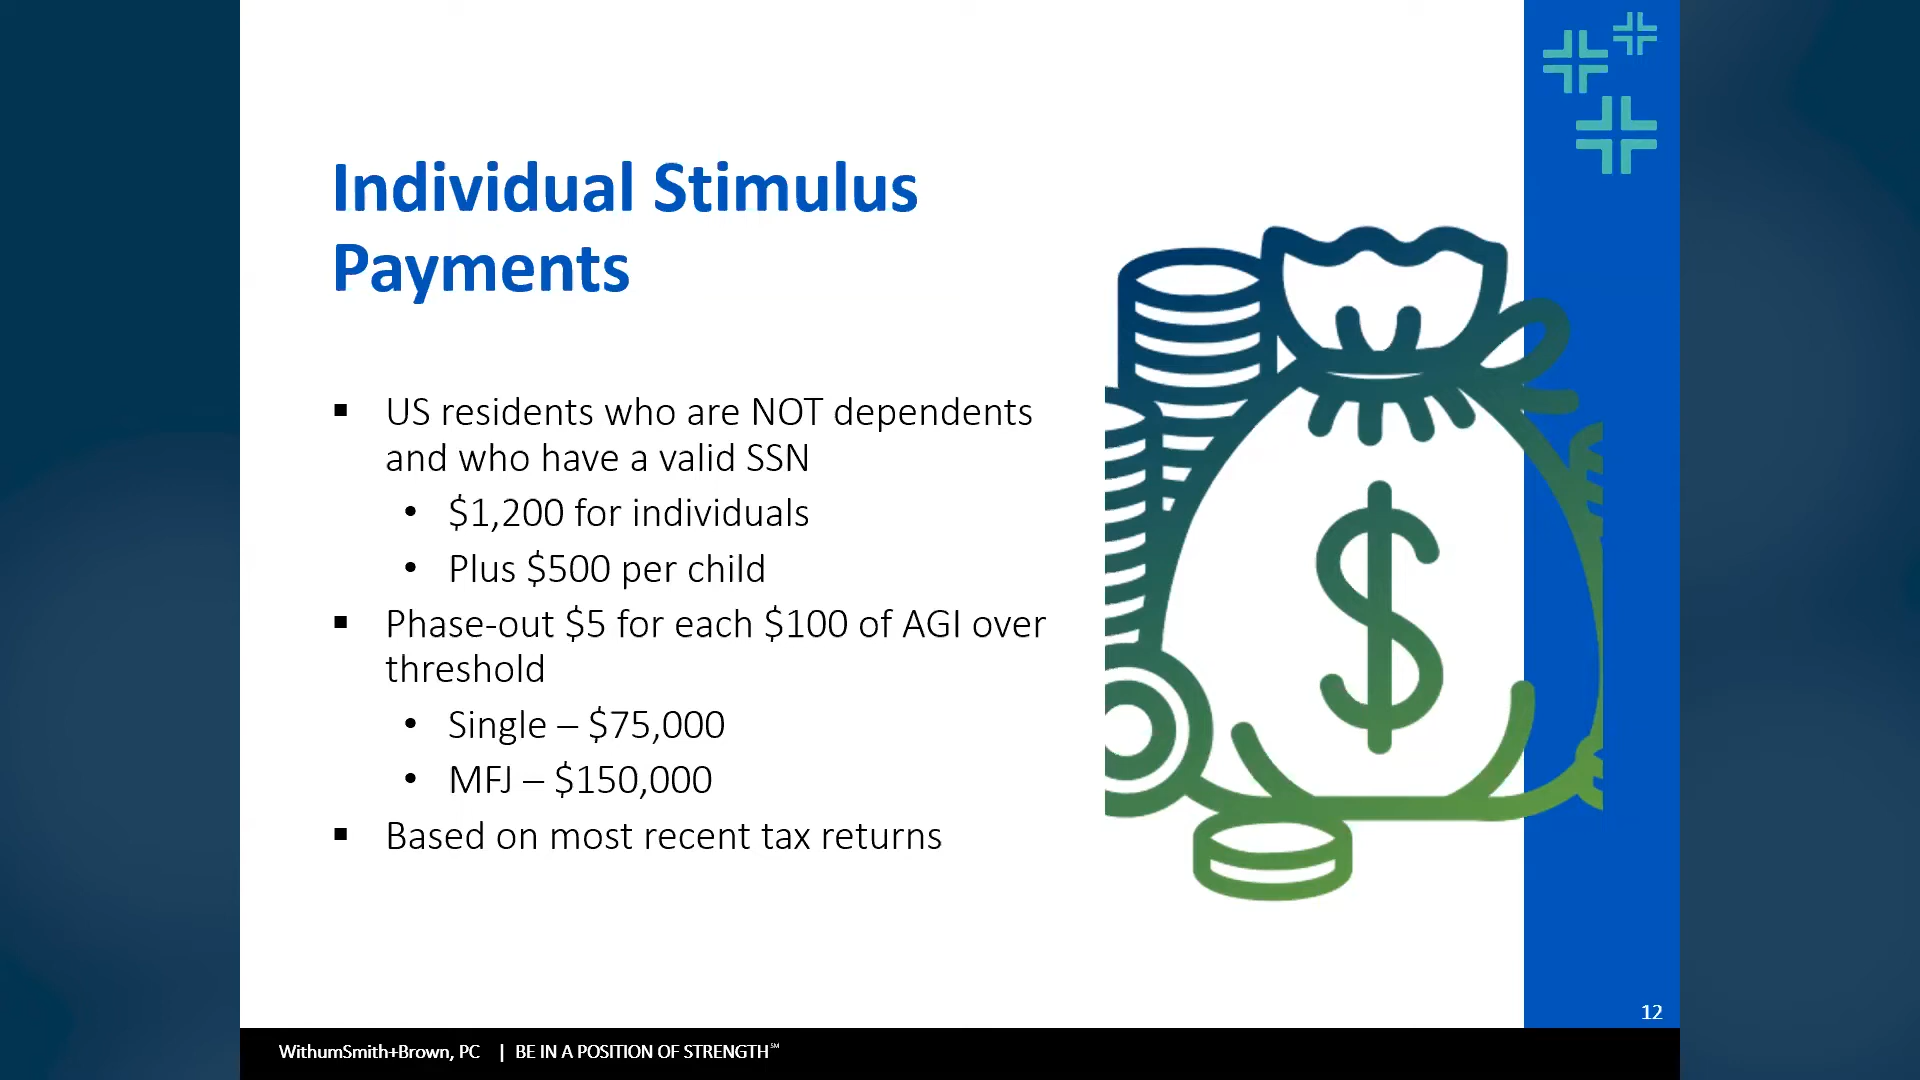 Individual Stimulus
Payments
▪ US residents who are NOT dependents
and who have a valid SSN
• $1,200 for individuals
• Plus $500 per child
▪ Phase-out $5 for each $100 of AGI over
threshold
• Single – $75,000
• MFJ – $150,000
▪ Based on most recent tax returns
$
12
WithumSmith+Brown, PC | BE IN A POSITION OF STRENGTH℠